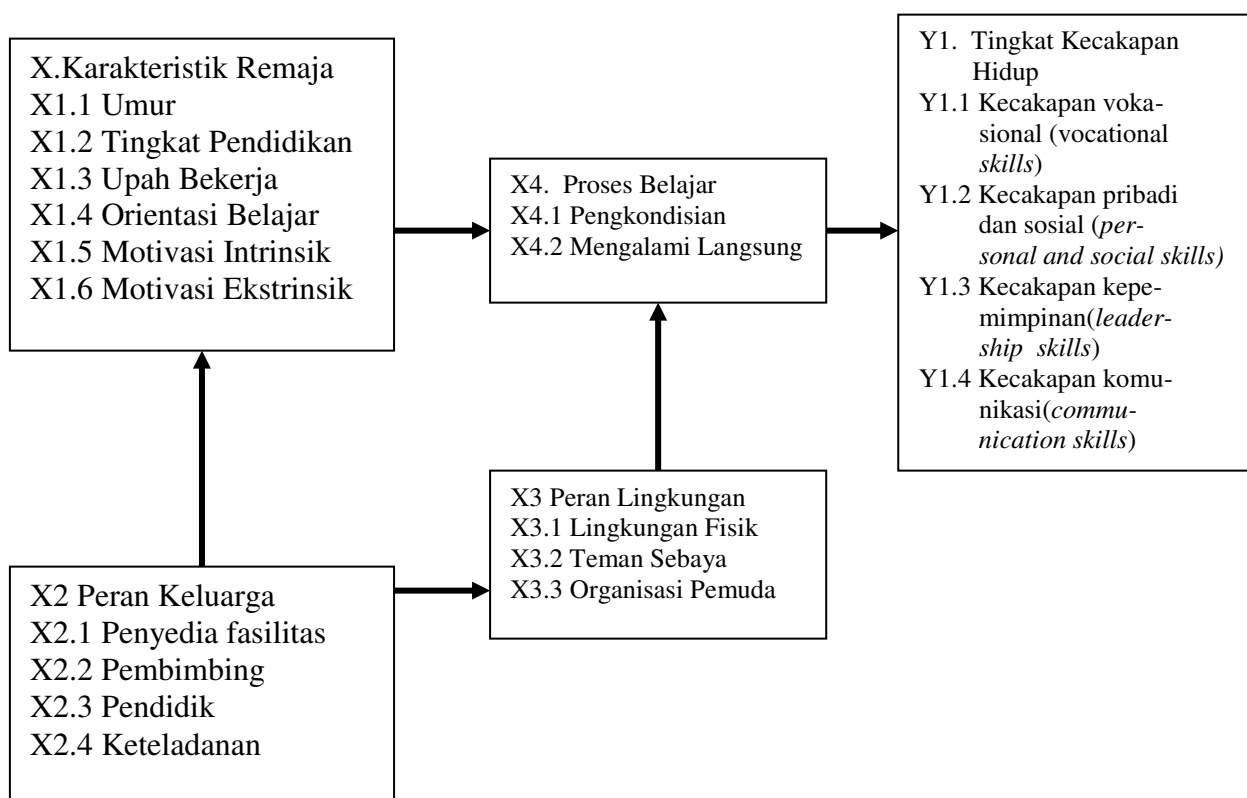 X.Karakteristik Remaja
X1.1 Umur
X1.2 Tingkat Pendidikan
X1.3 Upah Bekerja
X1.4 Orientasi Belajar
X1.5 Motivasi Intrinsik
X1.6 Motivasi Ekstrinsik
X2 Peran Keluarga
X2.1 Penyedia fasilitas
X2.2 Pembimbing
X2.3 Pendidik
X2.4 Keteladanan
X4. Proses Belajar
X4.1 Pengkondisian
X4.2 Mengalami Langsung
X3 Peran Lingkungan
X3.1 Lingkungan Fisik
X3.2 Teman Sebaya
X3.3 Organisasi Pemuda
Y1. Tingkat Kecakapan
Hidup
Y1.1 Kecakapan voka-
sional (vocational
skills)
Y1.2 Kecakapan pribadi
dan sosial (per-
sonal and social skills)
Y1.3 Kecakapan kepe-
mimpinan(leader-
ship skills)
Y1.4 Kecakapan komu-
nikasi(commu-
nication skills)